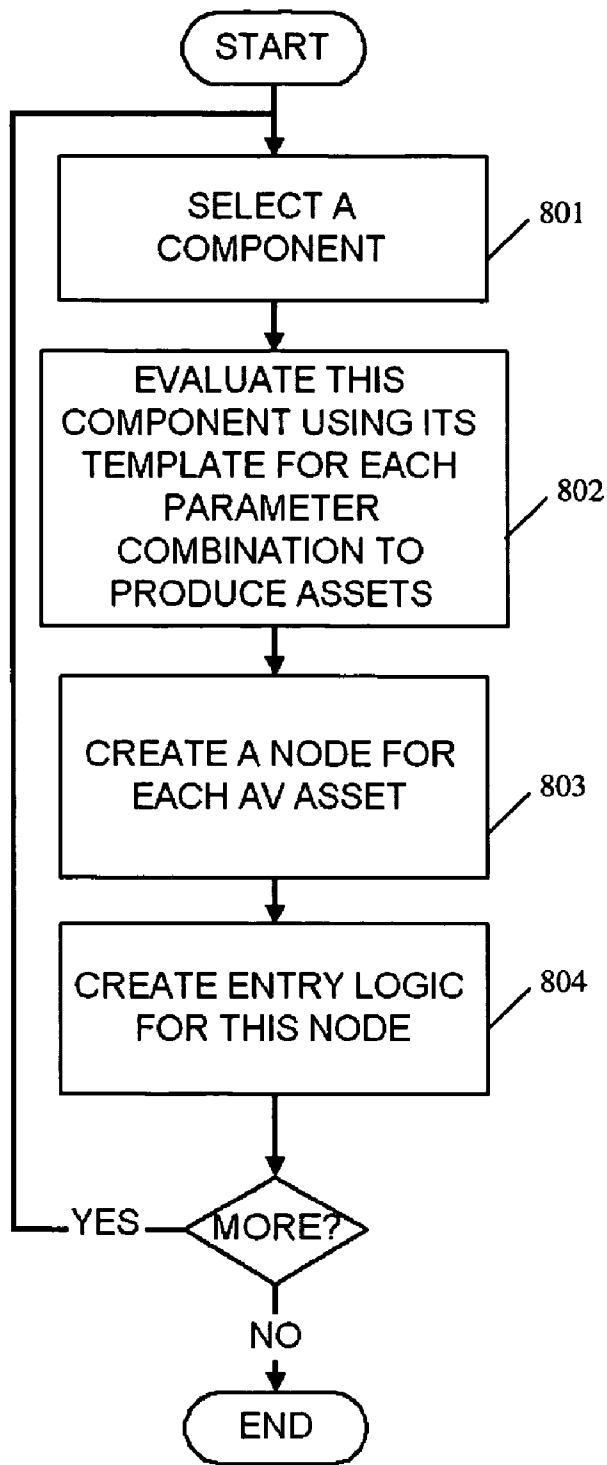 START
SELECT A
COMPONENT
801
EVALUATE THIS
COMPONENT USING ITS
TEMPLATE FOR EACH
PARAMETER
COMBINATION TO
PRODUCE ASSETS
802
CREATE A NODE FOR
EACH AV ASSET
803
CREATE ENTRY LOGIC
FOR THIS NODE
804
MORE?
YES
NO
END